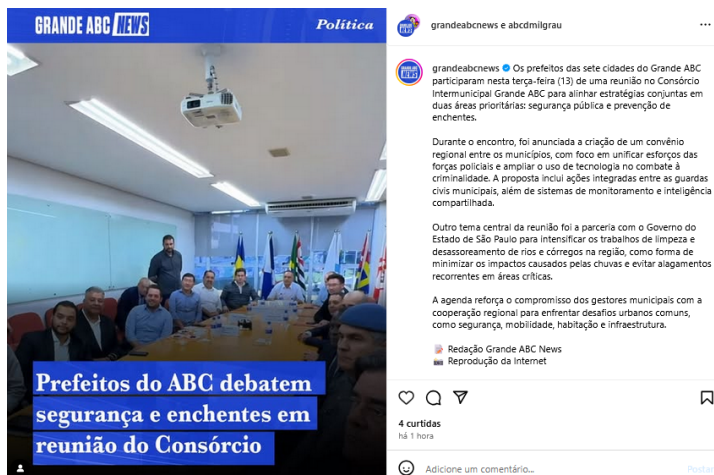 GRANDE ABC NEWS
Política
Prefeitos do ABC debatem
segurança e enchentes em
reunião do Consórcio
grandeabcnews e abcdmilgrau
grandeabcnews Os prefeitos das sete cidades do Grande ABC
participaram nesta terça-feira (13) de uma reunião no Consórcio
Intermunicipal Grande ABC para alinhar estratégias conjuntas em
duas áreas prioritárias: segurança pública e prevenção de
enchentes.
Durante o encontro, foi anunciada a criação de um convênio
regional entre os municípios, com foco em unificar esforços das
forças policiais e ampliar o uso de tecnologia no combate à
criminalidade. A proposta inclui ações integradas entre as guardas
civis municipais, além de sistemas de monitoramento e inteligência
compartilhada.
Outro tema central da reunião foi a parceria com o Governo do
Estado de São Paulo para intensificar os trabalhos de limpeza e
desassoreamento de rios e córregos na região, como forma de
minimizar os impactos causados pelas chuvas e evitar alagamentos
recorrentes em áreas críticas.
A agenda reforça o compromisso dos gestores municipais com a
cooperação regional para enfrentar desafios urbanos comuns,
como segurança, mobilidade, habitação e infraestrutura.
Redação Grande ABC News
Reprodução da Internet
4 curtidas
há 1 hora
Adicione um comentário...
Postar